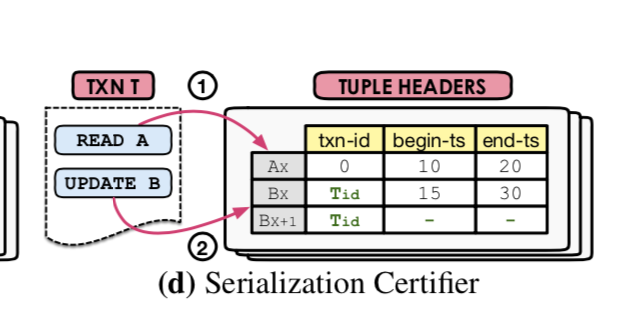 TXN T
①
TUPLE HEADERS
READ A
UPDATE B
②
txn-id begin-ts end-ts
Ax 0 10 20
Bx Tid 15 30
Bx+1 Tid – –
(d) Serialization Certifier